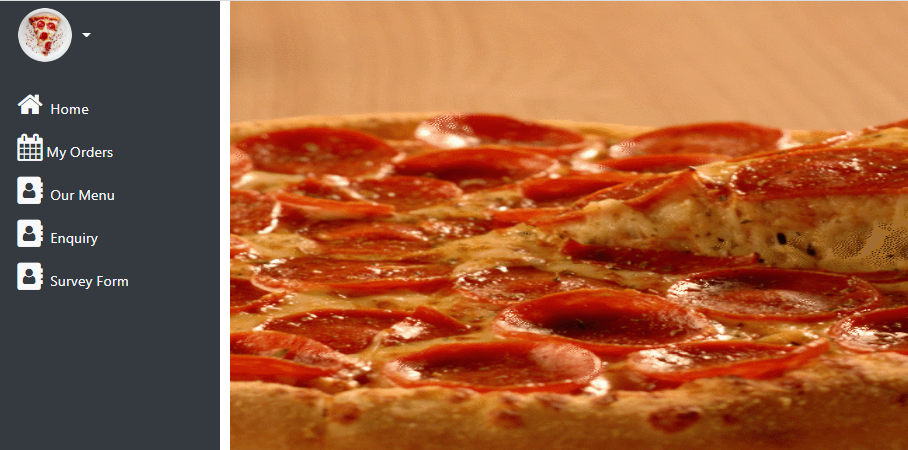 Home
My Orders
Our Menu
Enquiry
Survey Form